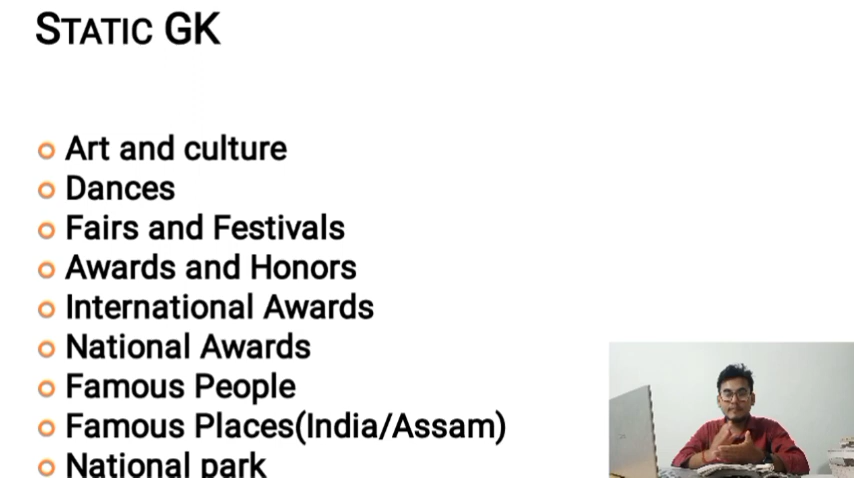 STATIC GK
Art and culture
Dances
Fairs and Festivals
Awards and Honors
International Awards
National Awards
Famous People
Famous Places(India/Assam)
National park